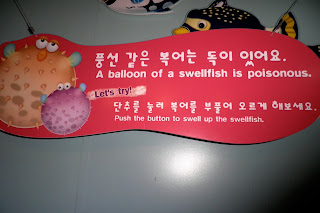 풍선 같은 복어는 독이 있어요.
A balloon of a swellfish is poisonous.
Let's try!
단추를 눌러 복어를 부풀어 오르게 해보세요.
Push the button to swell up the swellfish.